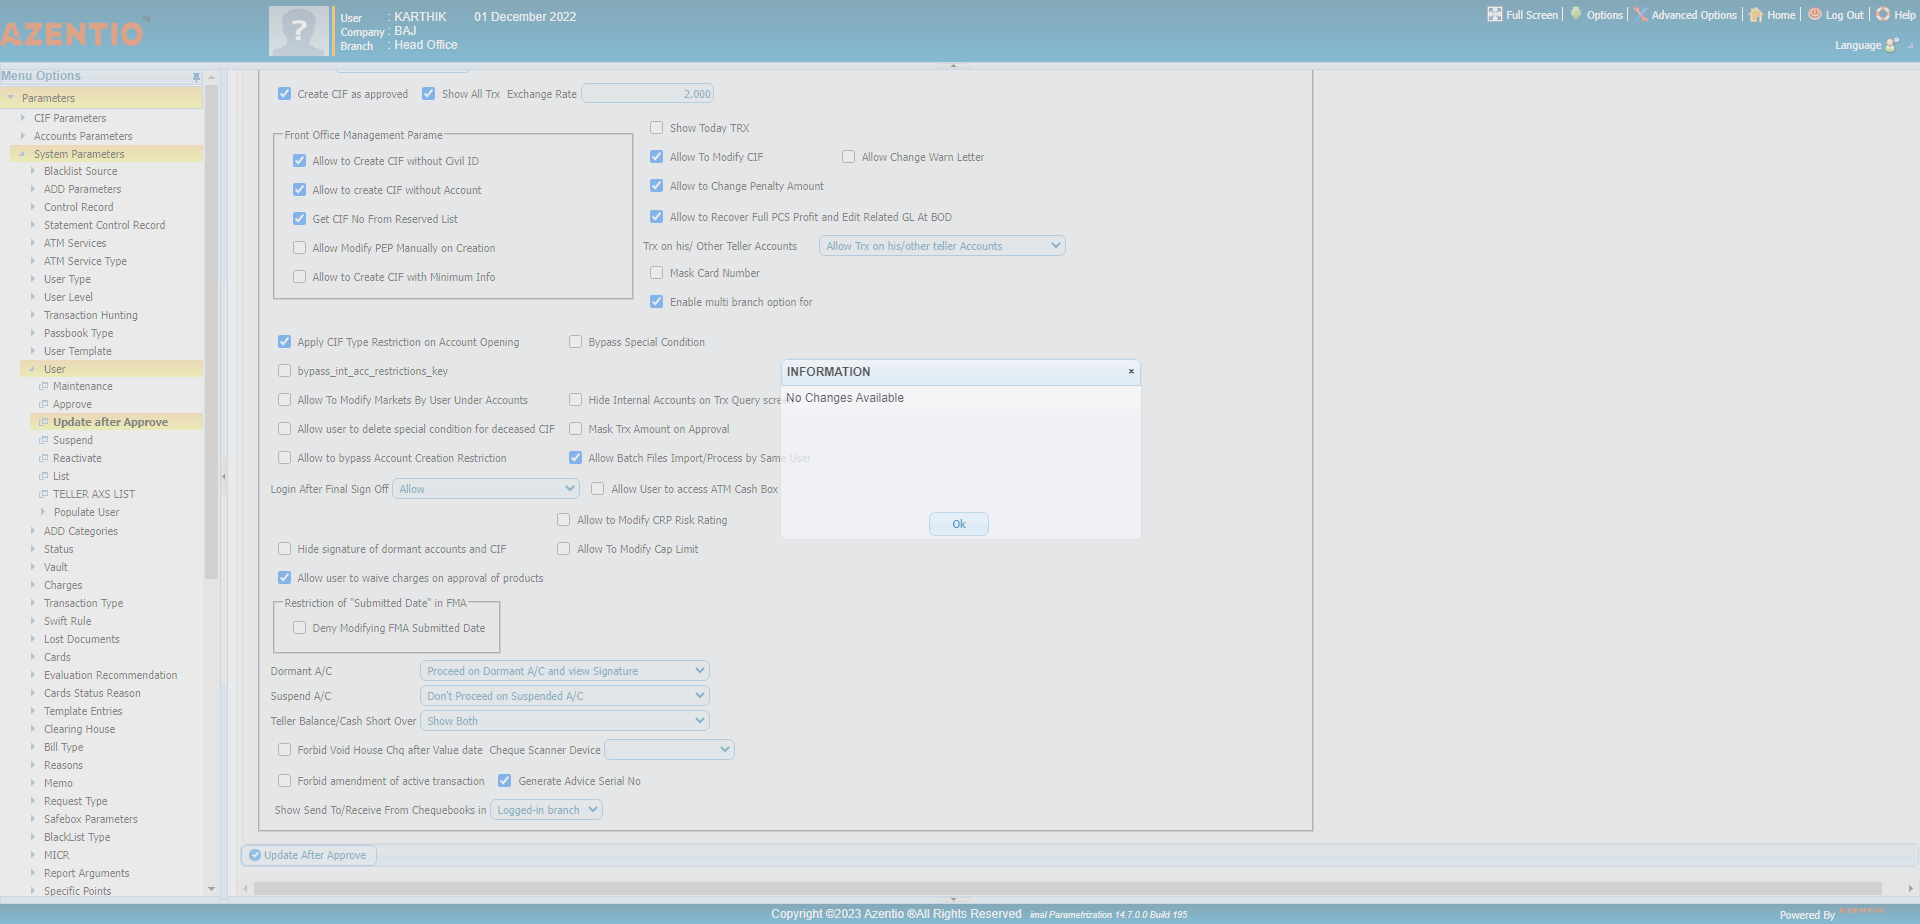 AZENTIO TM
User : KARTHIK 01 December 2022
Company : BAJ
Branch : Head Office
Full Screen Options Advanced Options Home Log Out Help
Language
Menu Options
Parameters
CIF Parameters
Accounts Parameters
System Parameters
Blacklist Source
ADD Parameters
Control Record
Statement Control Record
ATM Services
ATM Service Type
User Type
User Level
Transaction Hunting
Passbook Type
User Template
User
Maintenance
Approve
Update after Approve
Suspend
Reactivate
List
TELLER AXS LIST
Populate User
ADD Categories
Status
Vault
Charges
Transaction Type
Swift Rule
Lost Documents
Cards
Evaluation Recommendation
Cards Status Reason
Template Entries
Clearing House
Bill Type
Reasons
Memo
Request Type
Safebox Parameters
BlackList Type
MICR
Report Arguments
Specific Points
Create CIF as approved Show All Trx Exchange Rate 2.000
Front Office Management Parame
Allow to Create CIF without Civil ID
Allow to create CIF without Account
Get CIF No From Reserved List
Allow Modify PEP Manually on Creation
Allow to Create CIF with Minimum Info
Show Today TRX
Allow To Modify CIF Allow Change Warn Letter
Allow to Change Penalty Amount
Allow to Recover Full PCS Profit and Edit Related GL At BOD
Trx on his/ Other Teller Accounts Allow Trx on his/other teller Accounts
Mask Card Number
Enable multi branch option for
Apply CIF Type Restriction on Account Opening Bypass Special Condition
bypass_int_acc_restrictions_key
Allow To Modify Markets By User Under Accounts Hide Internal Accounts on Trx Query scre
Allow user to delete special condition for deceased CIF Mask Trx Amount on Approval
Allow to bypass Account Creation Restriction Allow Batch Files Import/Process by Same User
Login After Final Sign Off Allow Allow User to access ATM Cash Box
Allow to Modify CRP Risk Rating
Hide signature of dormant accounts and CIF Allow To Modify Cap Limit
Allow user to waive charges on approval of products
Restriction of "Submitted Date" in FMA
Deny Modifying FMA Submitted Date
Dormant A/C Proceed on Dormant A/C and view Signature
Suspend A/C Don't Proceed on Suspended A/C
Teller Balance/Cash Short Over Show Both
Forbid Void House Chq after Value date Cheque Scanner Device
Forbid amendment of active transaction Generate Advice Serial No
Show Send To/Receive From Chequebooks in Logged-in branch
INFORMATION ×
No Changes Available
Ok
Update After Approve
Copyright ©2023 Azentio ®All Rights Reserved imal Parametrization 14.7.0.0 Build 195
Powered By AZENTIO